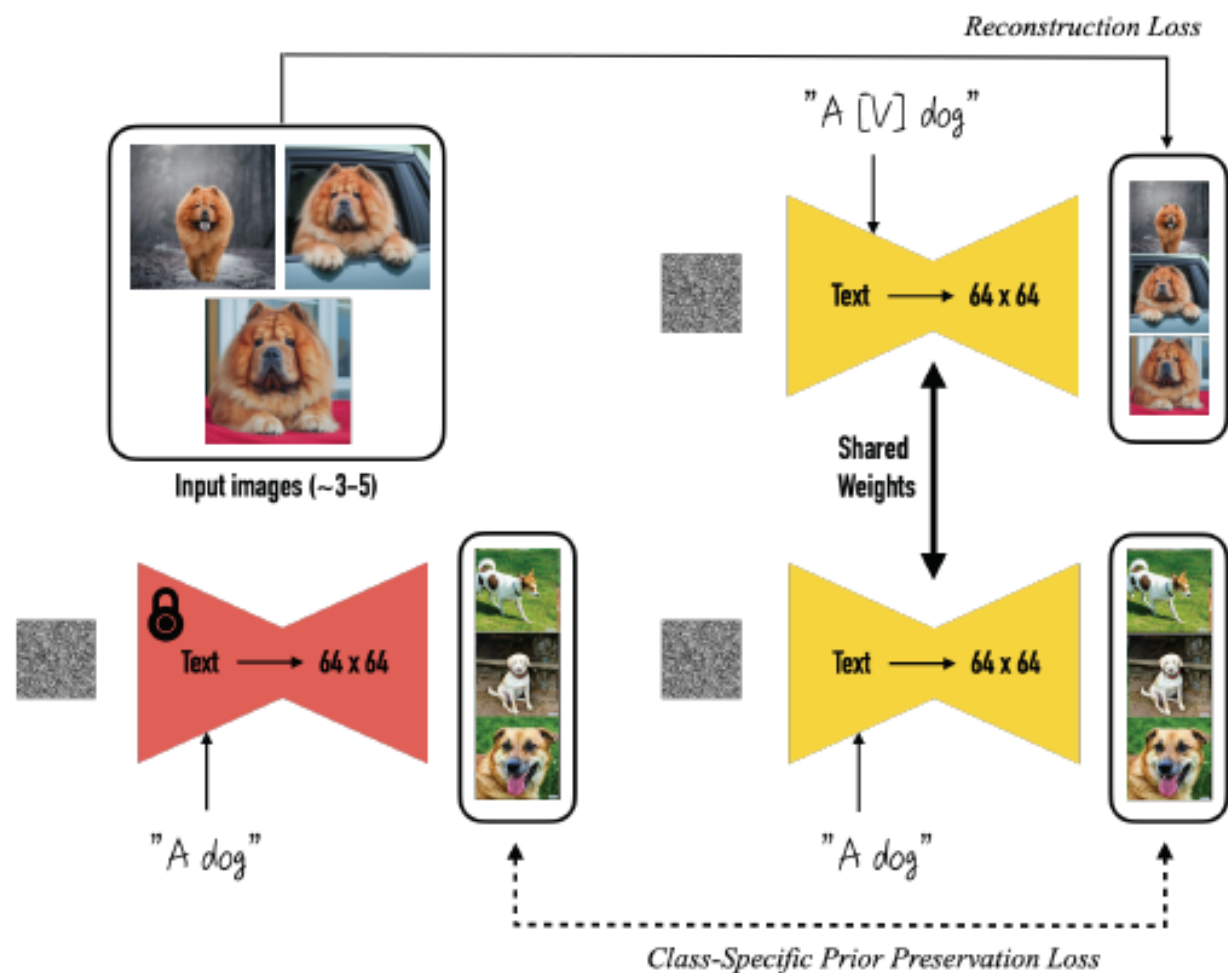 Reconstruction Loss
"A [V] dog"
Text → 64 x 64
Input images (~3-5)
Shared
Weights
Text → 64 x 64
Text → 64 x 64
"A dog"
"A dog"
Class-Specific Prior Preservation Loss